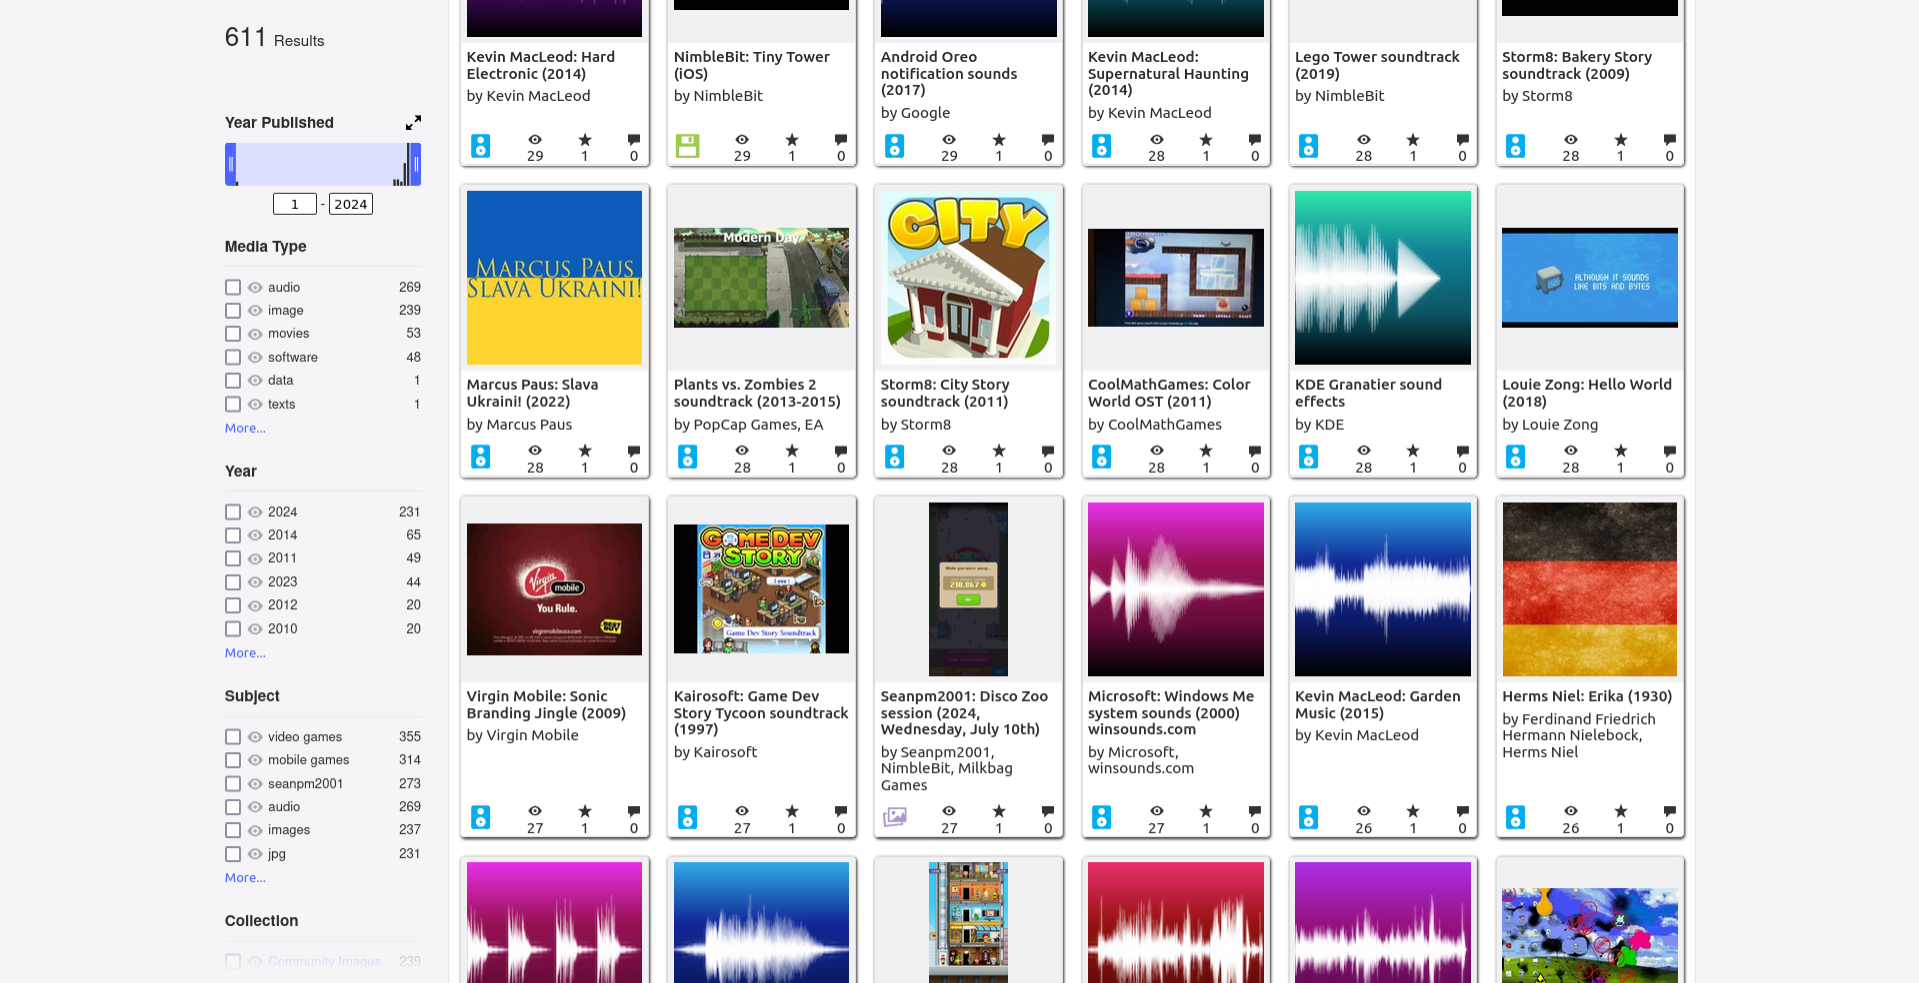 611 Results
Year Published
1 - 2024
Media Type
audio 269
image 239
movies 53
software 48
data 1
texts 1
More...
Year
2024 231
2014 65
2011 49
2023 44
2012 20
2010 20
More...
Subject
video games 355
mobile games 314
seanpm2001 273
audio 269
images 237
jpg 231
More...
Collection
Community Images 239
Kevin MacLeod: Hard
Electronic (2014)
by Kevin MacLeod
29 1 0
NimbleBit: Tiny Tower
(iOS)
by NimbleBit
29 1 0
Android Oreo
notification sounds
(2017)
by Google
29 1 0
Kevin MacLeod:
Supernatural Haunting
(2014)
by Kevin MacLeod
28 1 0
Lego Tower soundtrack
(2019)
by NimbleBit
28 1 0
Storm8: Bakery Story
soundtrack (2009)
by Storm8
28 1 0
MARCUS PAUS
SLAVA UKRAINI!
Marcus Paus: Slava
Ukraini! (2022)
by Marcus Paus
28 1 0
Modern Day
Plants vs. Zombies 2
soundtrack (2013-2015)
by PopCap Games, EA
28 1 0
CITY
Storm8: City Story
soundtrack (2011)
by Storm8
28 1 0
CoolMathGames: Color
World OST (2011)
by CoolMathGames
28 1 0
KDE Granatier sound
effects
by KDE
28 1 0
ALTHOUGH IT SOUNDS
LIKE BITS AND BYTES
Louie Zong: Hello World
(2018)
by Louie Zong
28 1 0
Virgin mobile
You Rule.
virginmobileusa.com
BEST BUY
Virgin Mobile: Sonic
Branding Jingle (2009)
by Virgin Mobile
27 1 0
GAME DEV
STORY
Game Dev Story Soundtrack
Kairosoft: Game Dev
Story Tycoon soundtrack
(1997)
by Kairosoft
27 1 0
While you were away...
210,867
Seanpm2001: Disco Zoo
session (2024,
Wednesday, July 10th)
by Seanpm2001,
NimbleBit, Milkbag
Games
27 1 0
Microsoft: Windows Me
system sounds (2000)
winsounds.com
by Microsoft,
winsounds.com
27 1 0
Kevin MacLeod: Garden
Music (2015)
by Kevin MacLeod
26 1 0
Herms Niel: Erika (1930)
by Ferdinand Friedrich
Hermann Nielebock,
Herms Niel
26 1 0